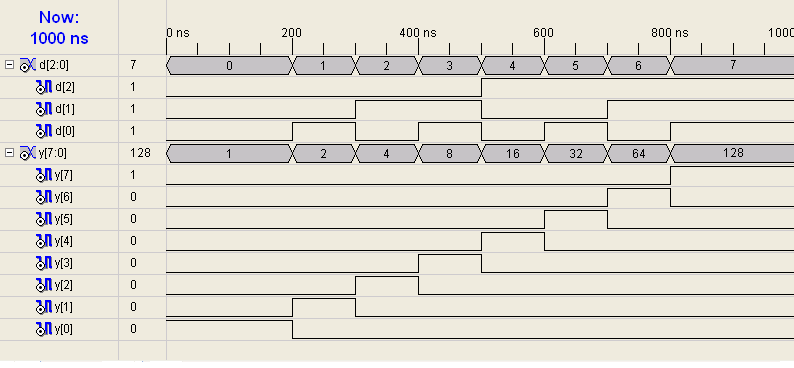 Now:
1000 ns
0 ns 200 400 ns 600 800 ns 1000
d[2:0] 7 0 1 2 3 4 5 6 7
d[2] 1
d[1] 1
d[0] 1
y[7:0] 128 1 2 4 8 16 32 64 128
y[7] 1
y[6] 0
y[5] 0
y[4] 0
y[3] 0
y[2] 0
y[1] 0
y[0] 0